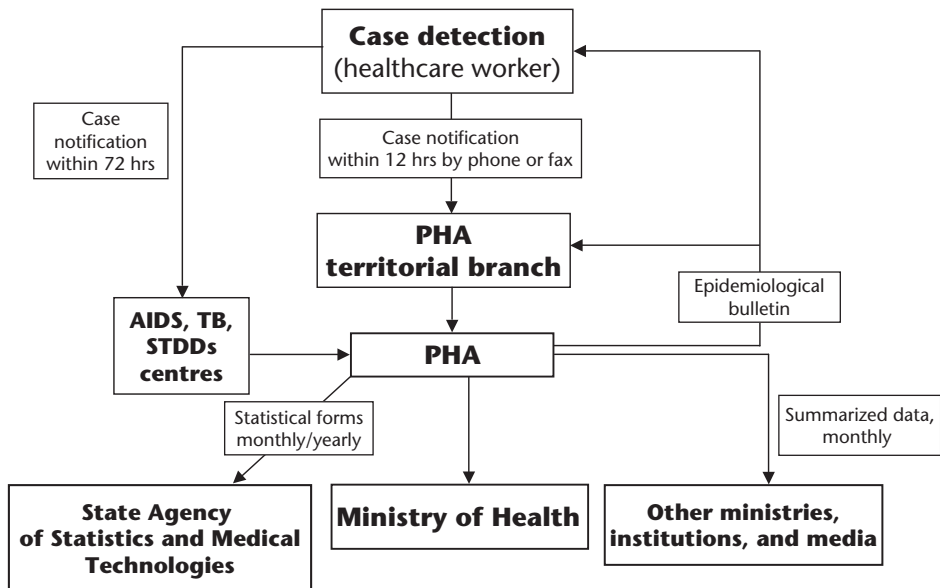 Case detection
(healthcare worker)
Case
notification
within 72 hrs
Case notification
within 12 hrs by phone or fax
PHA
territorial branch
Epidemiological
bulletin
AIDS, TB,
STDDs
centres
PHA
Statistical forms
monthly/yearly
Summarized data,
monthly
State Agency
of Statistics and Medical
Technologies
Ministry of Health
Other ministries,
institutions, and media